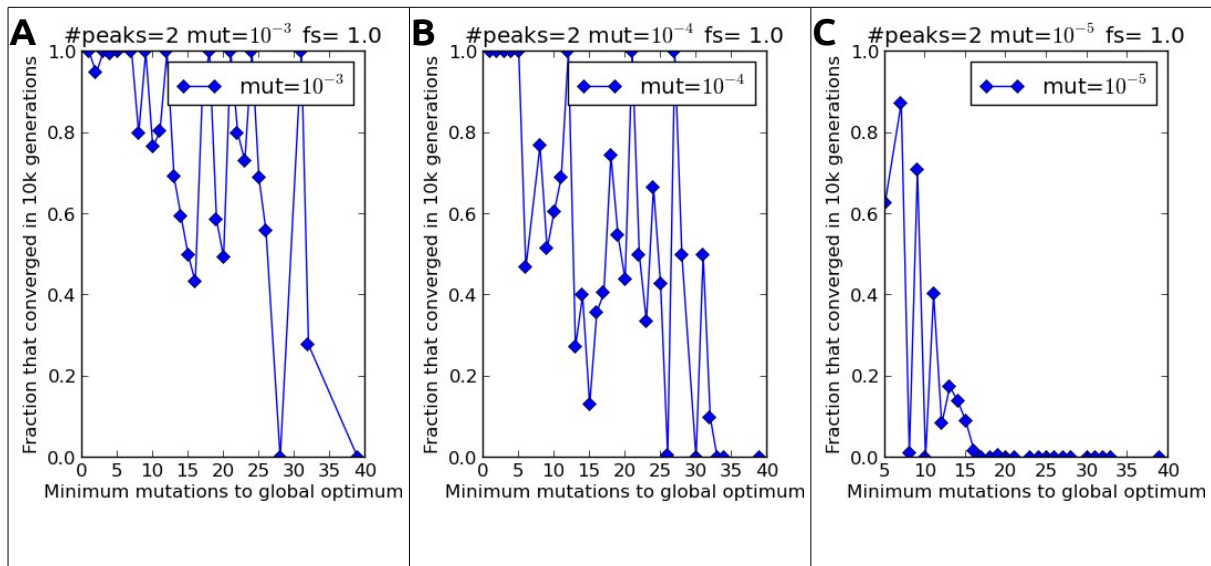 A
#peaks=2 mut=10⁻³ fs= 1.0
mut=10⁻³
Fraction that converged in 10k generations
1.0
0.8
0.6
0.4
0.2
0.0
0 5 10 15 20 25 30 35 40
Minimum mutations to global optimum
B
#peaks=2 mut=10⁻⁴ fs= 1.0
mut=10⁻⁴
Fraction that converged in 10k generations
1.0
0.8
0.6
0.4
0.2
0.0
0 5 10 15 20 25 30 35 40
Minimum mutations to global optimum
C
#peaks=2 mut=10⁻⁵ fs= 1.0
mut=10⁻⁵
Fraction that converged in 10k generations
1.0
0.8
0.6
0.4
0.2
0.0
5 10 15 20 25 30 35 40
Minimum mutations to global optimum